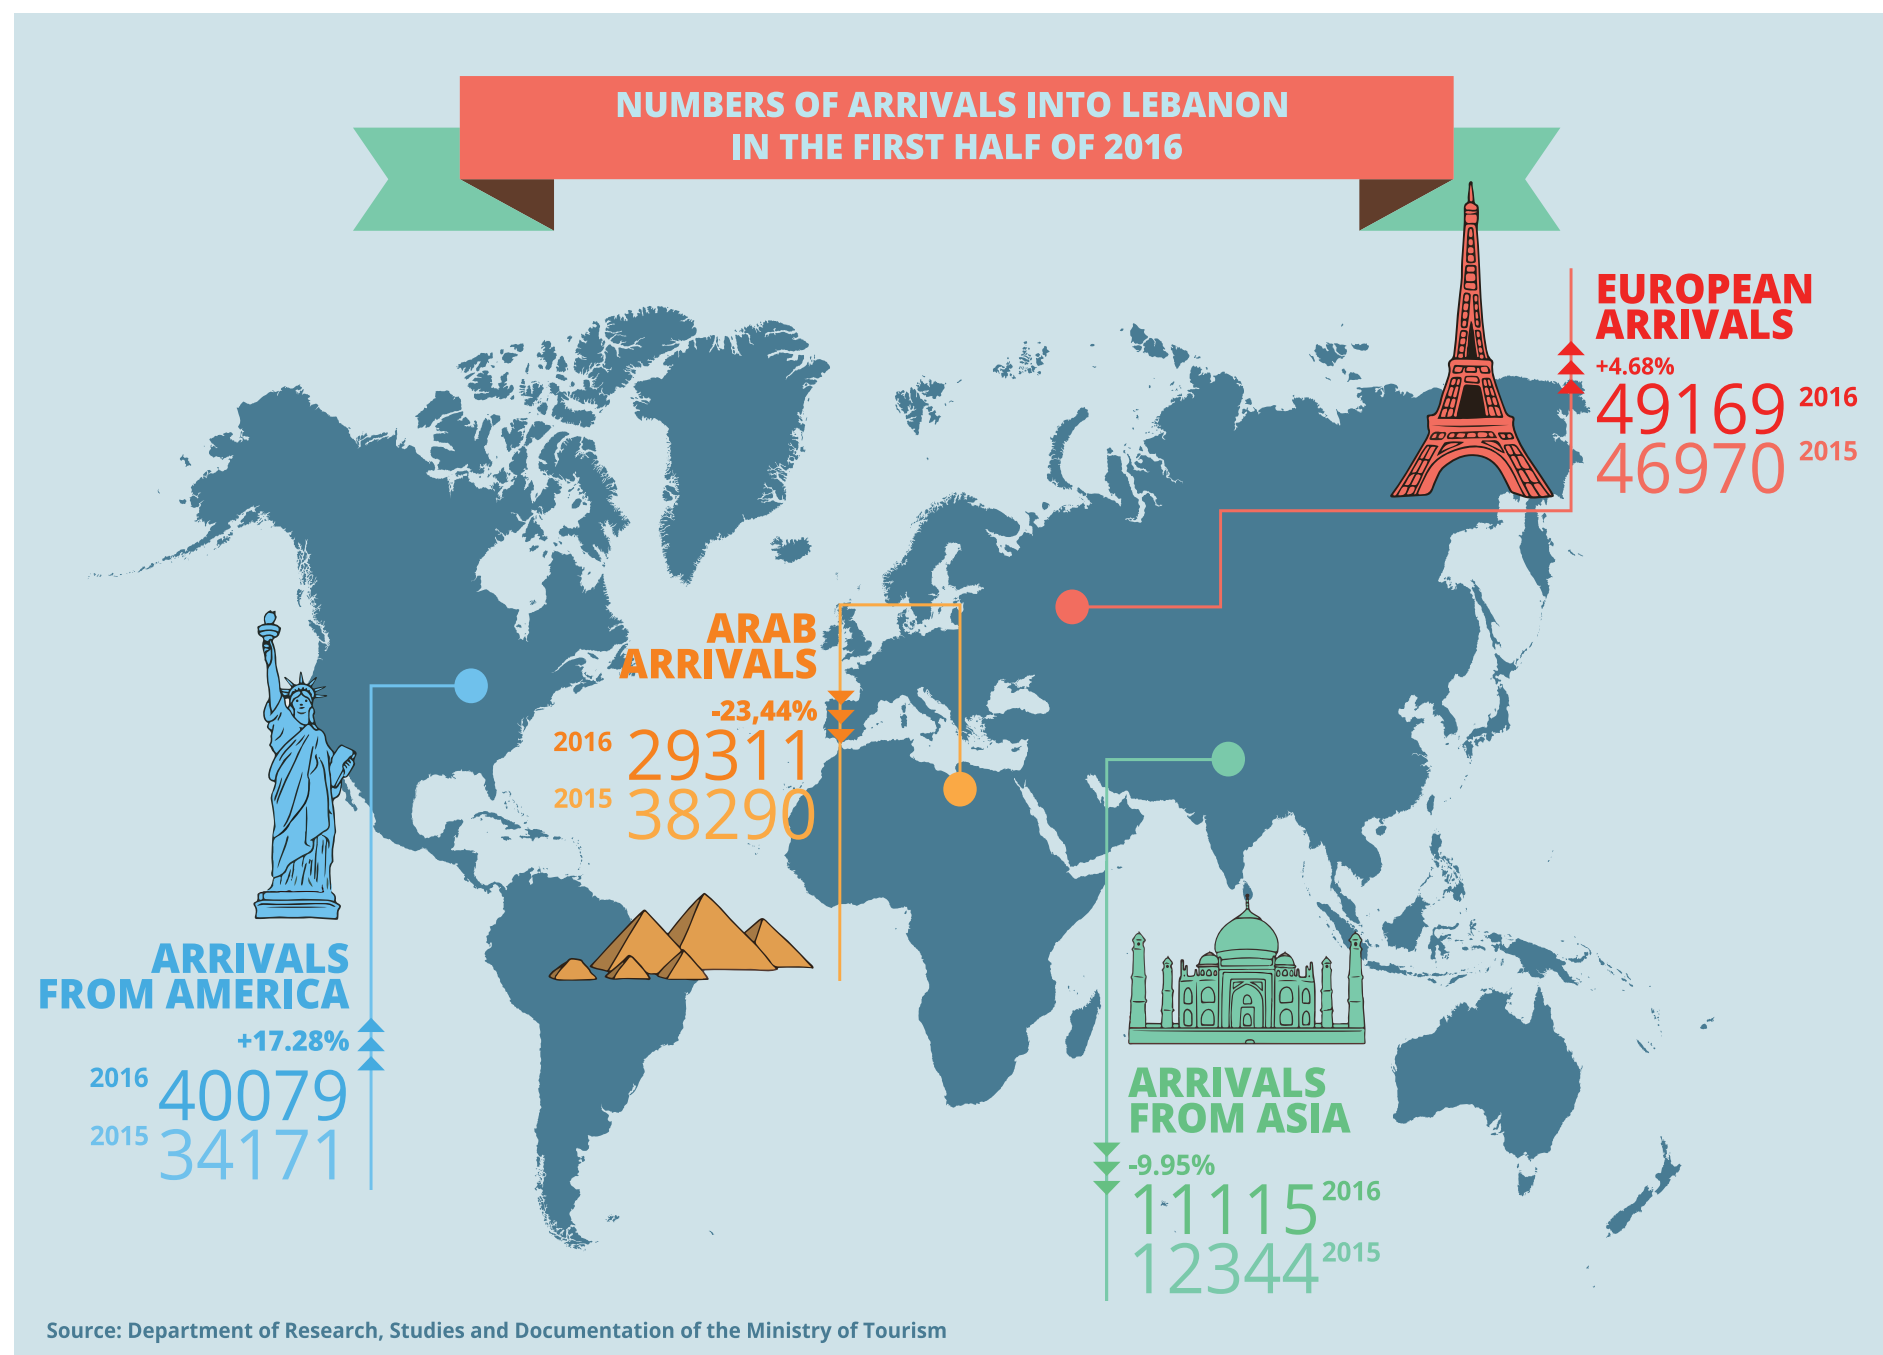 NUMBERS OF ARRIVALS INTO LEBANON
IN THE FIRST HALF OF 2016
EUROPEAN
ARRIVALS
+4.68%
49169 2016
46970 2015
ARAB
ARRIVALS
-23,44%
2016 29311
2015 38290
ARRIVALS
FROM AMERICA
+17.28%
2016 40079
2015 34171
ARRIVALS
FROM ASIA
-9.95%
11115 2016
12344 2015
Source: Department of Research, Studies and Documentation of the Ministry of Tourism